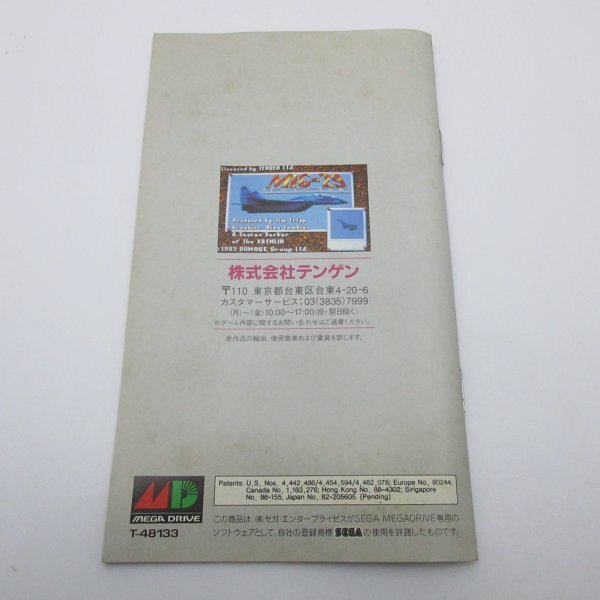 Licensed by TENGEN Ltd.
MIG-29
Produced by Jim Tripp
Graphics, Alan Tomkins
& Sourav Sarkar
of The KREMLIN
©1993 DOMARK Group Ltd.
株式会社テンゲン
〒110 東京都台東区台東4-20-6
カスタマーサービス:03(3835)7999
(月)〜(金)10:00〜17:00(祝・祭日除く)
※ゲーム内容に関するお問い合わせはご遠慮ください。
本作品の輸出、使用営業および賃貸を禁じます。
Patents: U.S. Nos. 4,442,486/4,454,594/4,462,076; Europe No. 80244;
Canada No. 1,183,276; Hong Kong No. 88-4302; Singapore
No. 88-155; Japan No. 82-205605 (Pending)
MD
MEGA DRIVE
T-48133
この商品は、㈱セガ・エンタープライゼスがSEGA MEGADRIVE専用の
ソフトウェアとして、自社の登録商標 SEGA の使用を許諾したものです。